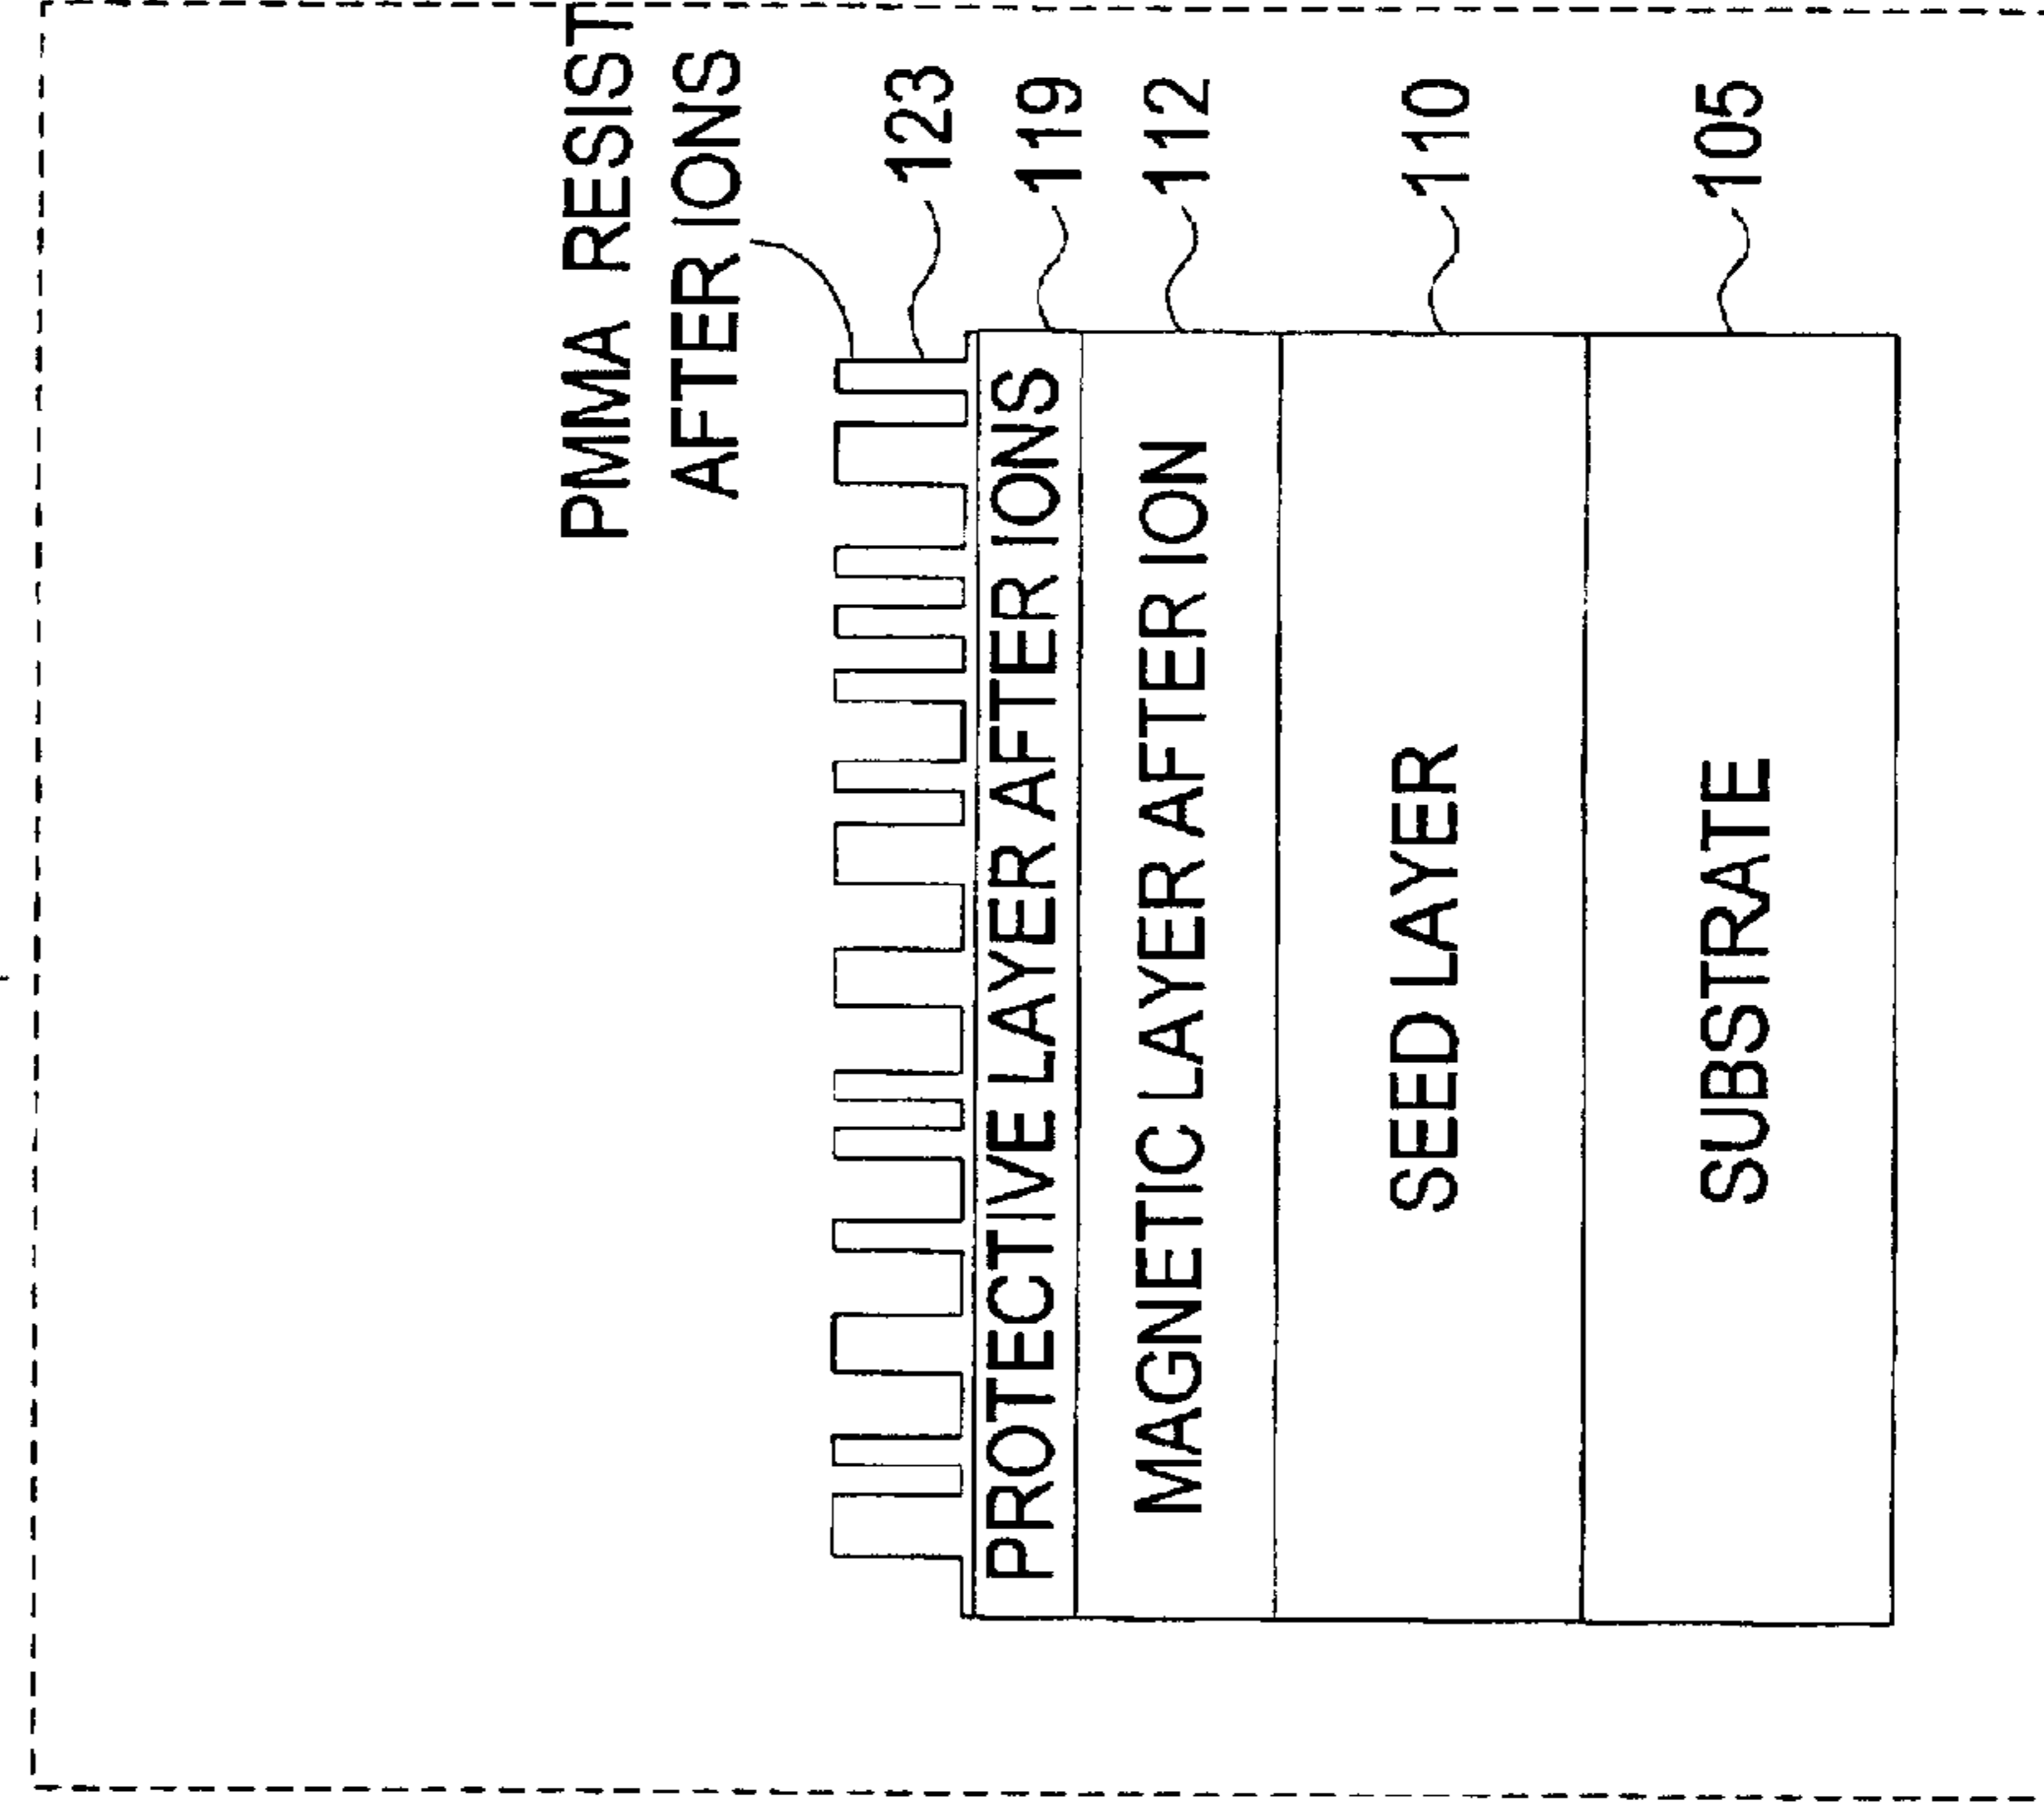 PMMA RESIST
AFTER IONS
123
119
112
110
105
PROTECTIVE LAYER AFTER IONS
MAGNETIC LAYER AFTER ION
SEED LAYER
SUBSTRATE